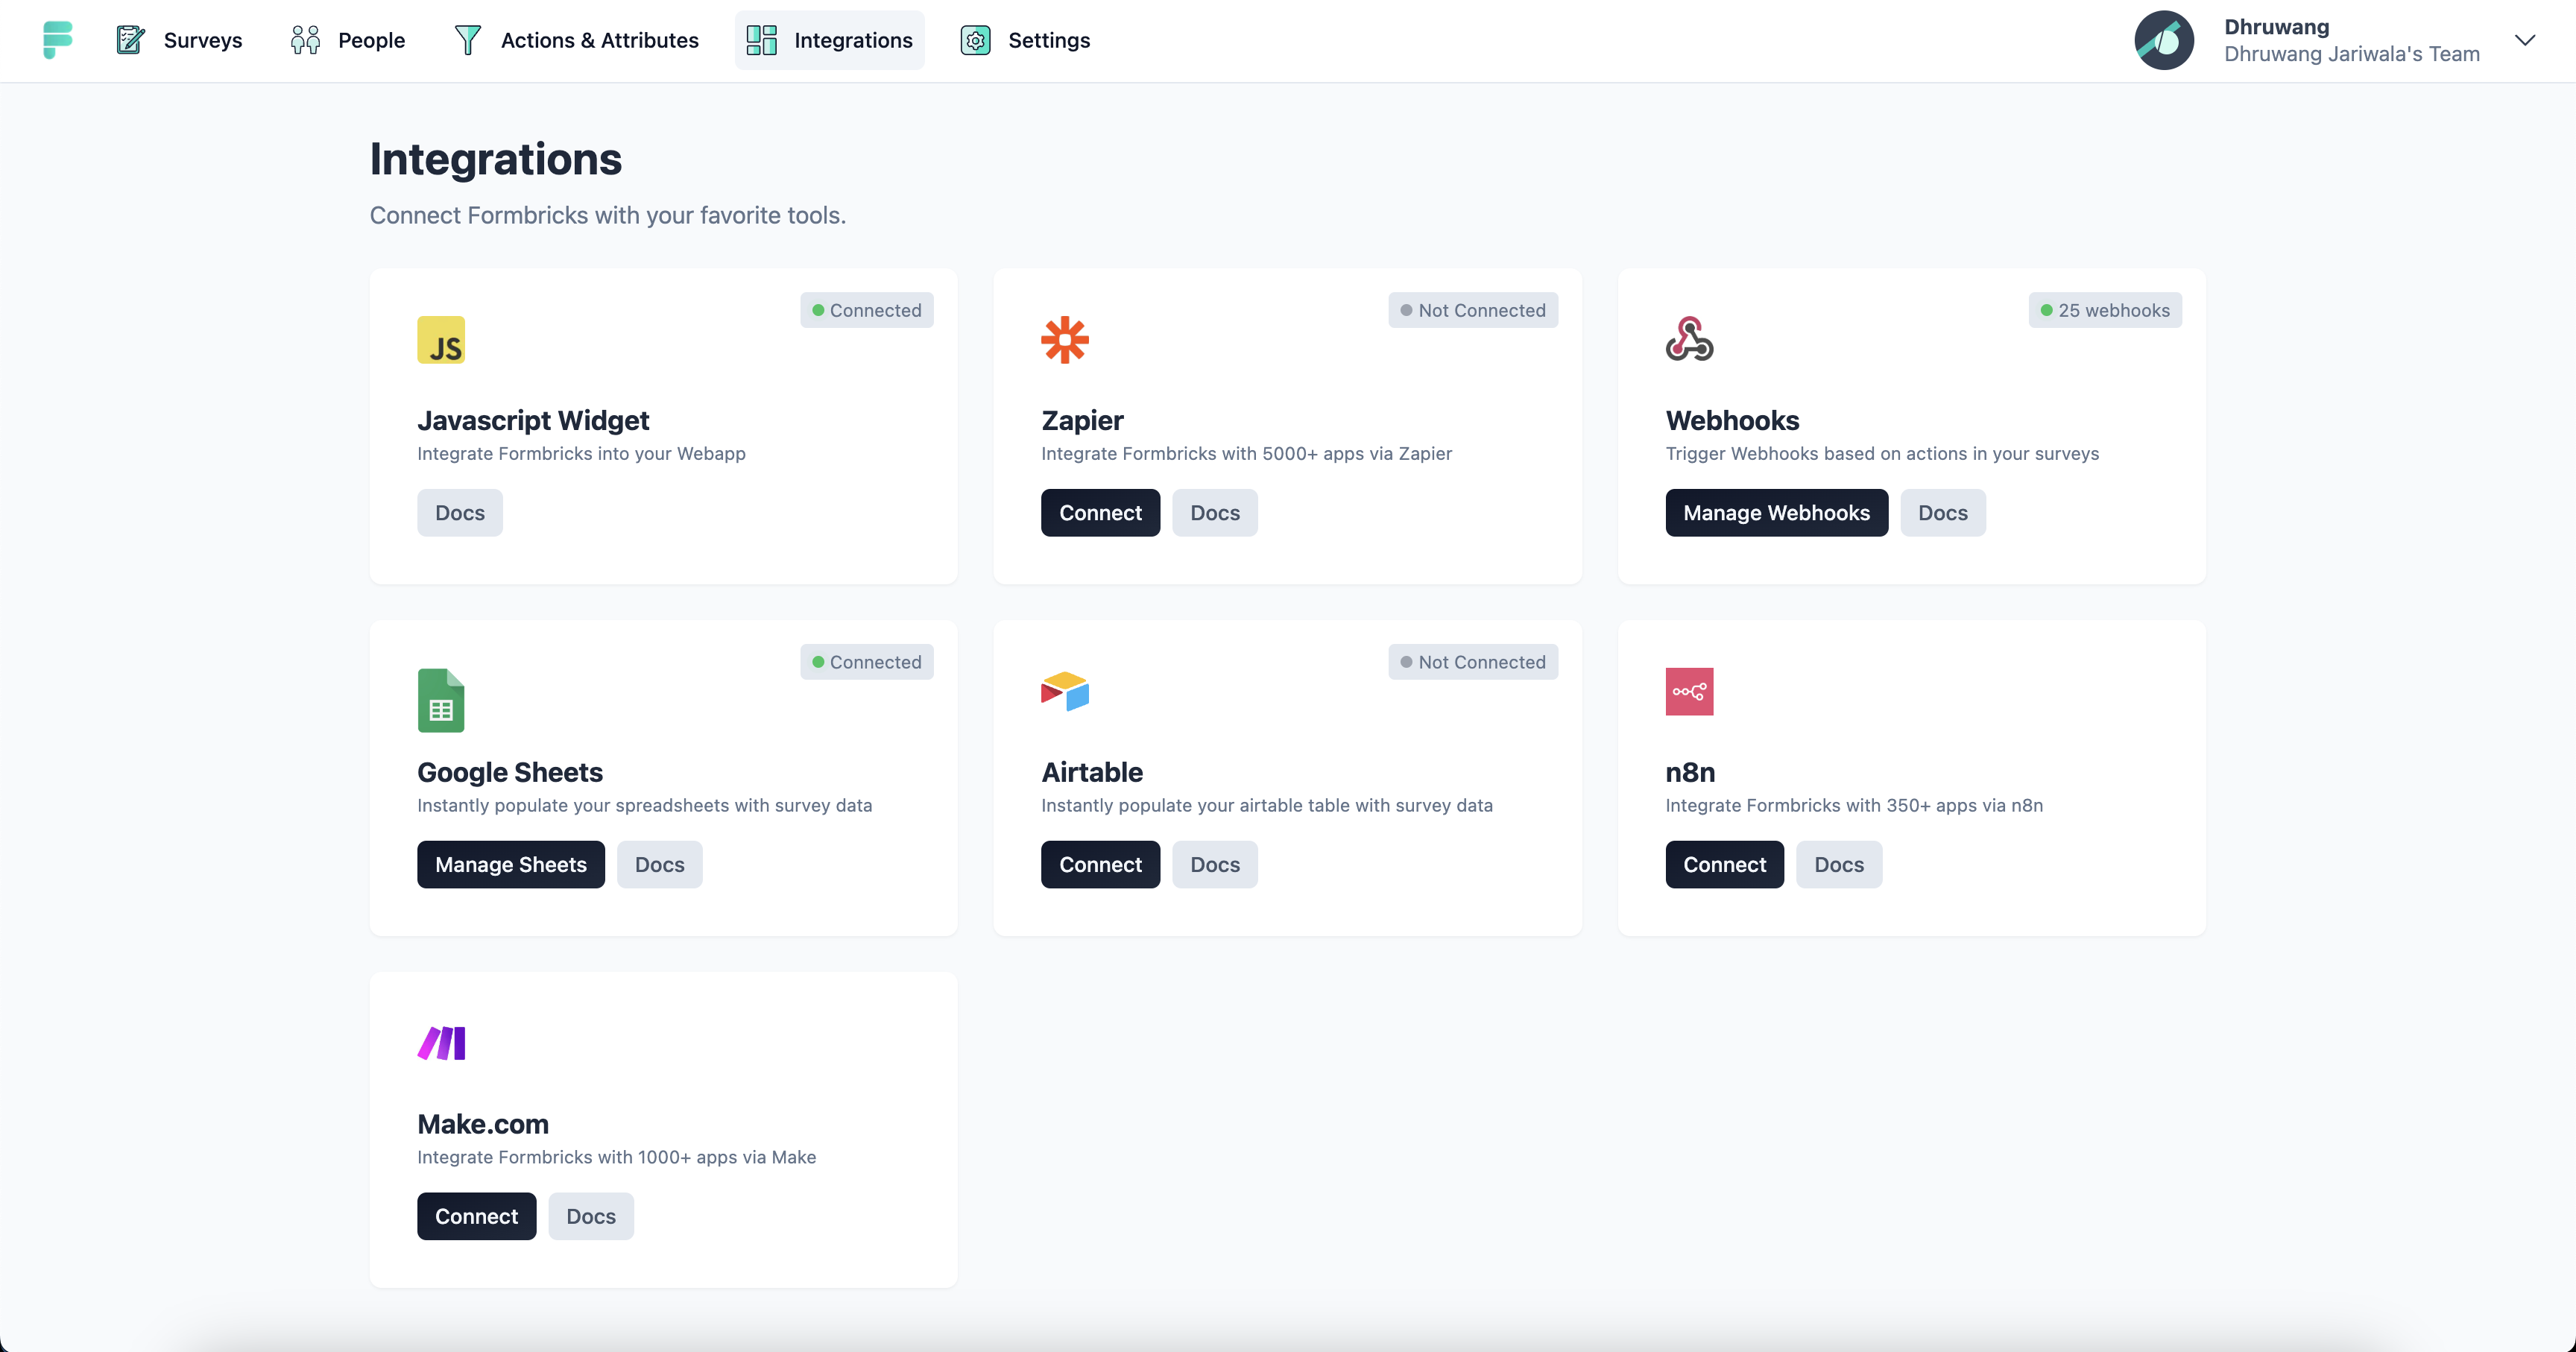 Surveys
People
Actions & Attributes
Integrations
Settings
Dhruwang
Dhruwang Jariwala's Team
Integrations
Connect Formbricks with your favorite tools.
Connected
JS
Javascript Widget
Integrate Formbricks into your Webapp
Docs
Not Connected
Zapier
Integrate Formbricks with 5000+ apps via Zapier
Connect
Docs
25 webhooks
Webhooks
Trigger Webhooks based on actions in your surveys
Manage Webhooks
Docs
Connected
Google Sheets
Instantly populate your spreadsheets with survey data
Manage Sheets
Docs
Not Connected
Airtable
Instantly populate your airtable table with survey data
Connect
Docs
n8n
Integrate Formbricks with 350+ apps via n8n
Connect
Docs
Make.com
Integrate Formbricks with 1000+ apps via Make
Connect
Docs